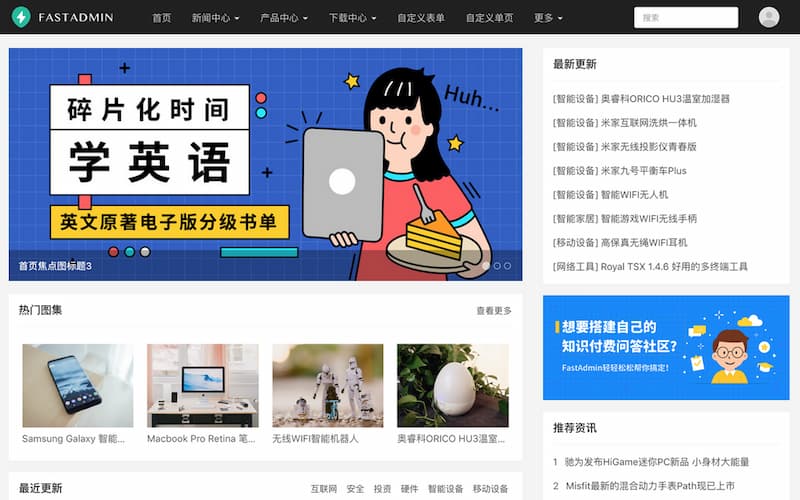 FASTADMIN 首页 新闻中心 产品中心 下载中心 自定义表单 自定义单页 更多 搜索
碎片化时间
学英语
英文原著电子版分级书单
Huh...
首页焦点图标题3
热门图集 查看更多
Samsung Galaxy 智能...
Macbook Pro Retina 笔...
无线WIFI智能机器人
奥睿科ORICO HU3温室...
最近更新 互联网 安全 投资 硬件 智能设备 移动设备
最新更新
[智能设备] 奥睿科ORICO HU3温室加湿器
[智能设备] 米家互联网洗烘一体机
[智能设备] 米家无线投影仪青春版
[智能设备] 米家九号平衡车Plus
[智能设备] 智能WIFI无人机
[智能家居] 智能游戏WIFI无线手柄
[移动设备] 高保真无绳WIFI耳机
[网络工具] Royal TSX 1.4.6 好用的多终端工具
想要搭建自己的
知识付费问答社区?
FastAdmin轻轻松松帮你搞定!
推荐资讯
1 驰为发布HiGame迷你PC新品 小身材大能量
2 Misfit最新的混合动力手表Path现已上市